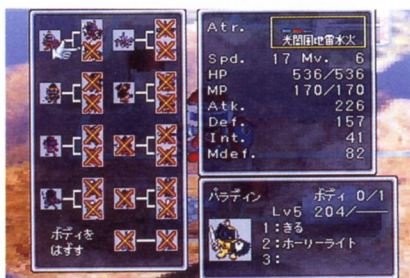 ボディを
はずす
Atr.
光闇風地雷水火
Spd. 17 Mv. 6
HP 536/536
MP 170/170
Atk. 226
Def. 157
Int. 41
Mdef. 82
パラディン ボディ 0/1
Lv5 204/――
1:きる
2:ホーリーライト
3: